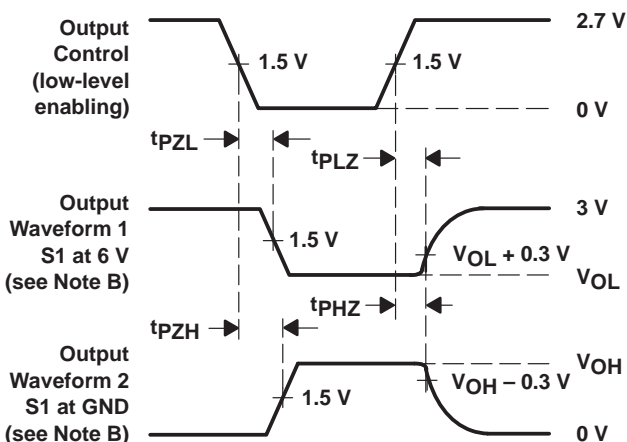 Output
Control
(low-level
enabling)
1.5 V
1.5 V
2.7 V
0 V
tPZL
tPLZ
Output
Waveform 1
S1 at 6 V
(see Note B)
1.5 V
3 V
VOL + 0.3 V
VOL
tPHZ
tPZH
Output
Waveform 2
S1 at GND
(see Note B)
1.5 V
VOH
VOH − 0.3 V
0 V